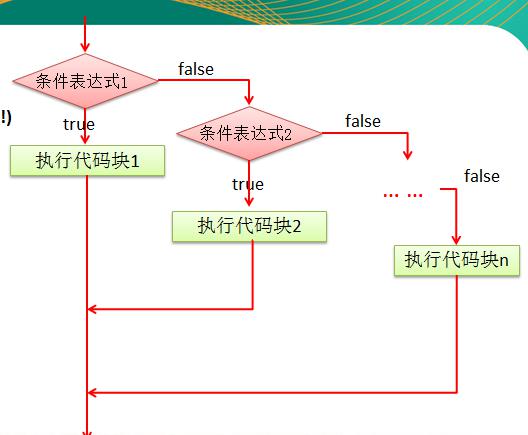 条件表达式1
false
!)
true
条件表达式2
false
执行代码块1
true
... ...
false
执行代码块2
执行代码块n